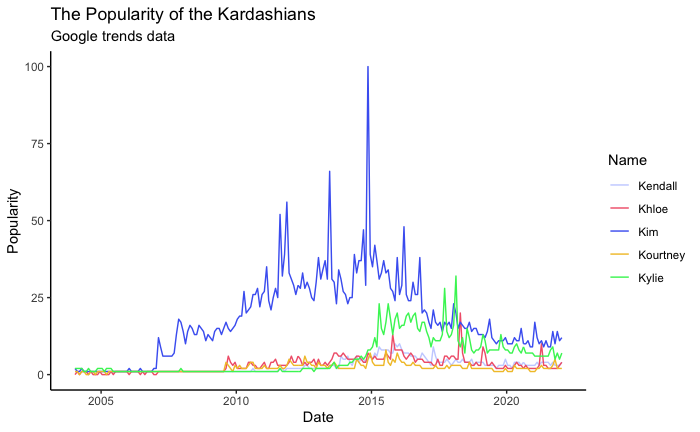 The Popularity of the Kardashians
Google trends data
100
75
50
25
0
Popularity
2005
2010
2015
2020
Date
Name
Kendall
Khloe
Kim
Kourtney
Kylie